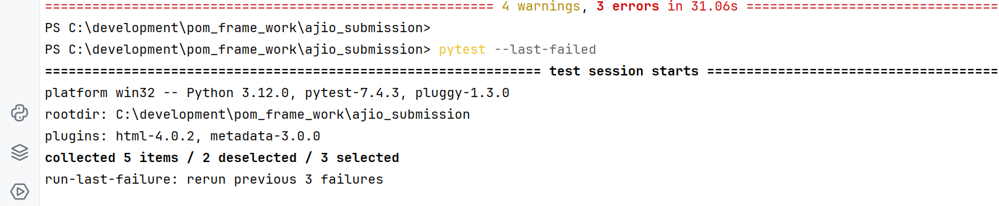 ========================================================= 4 warnings, 3 errors in 31.06s ================================
PS C:\development\pom_frame_work\ajio_submission>
PS C:\development\pom_frame_work\ajio_submission> pytest --last-failed
=============================================================== test session starts =====================================
platform win32 -- Python 3.12.0, pytest-7.4.3, pluggy-1.3.0
rootdir: C:\development\pom_frame_work\ajio_submission
plugins: html-4.0.2, metadata-3.0.0
collected 5 items / 2 deselected / 3 selected
run-last-failure: rerun previous 3 failures